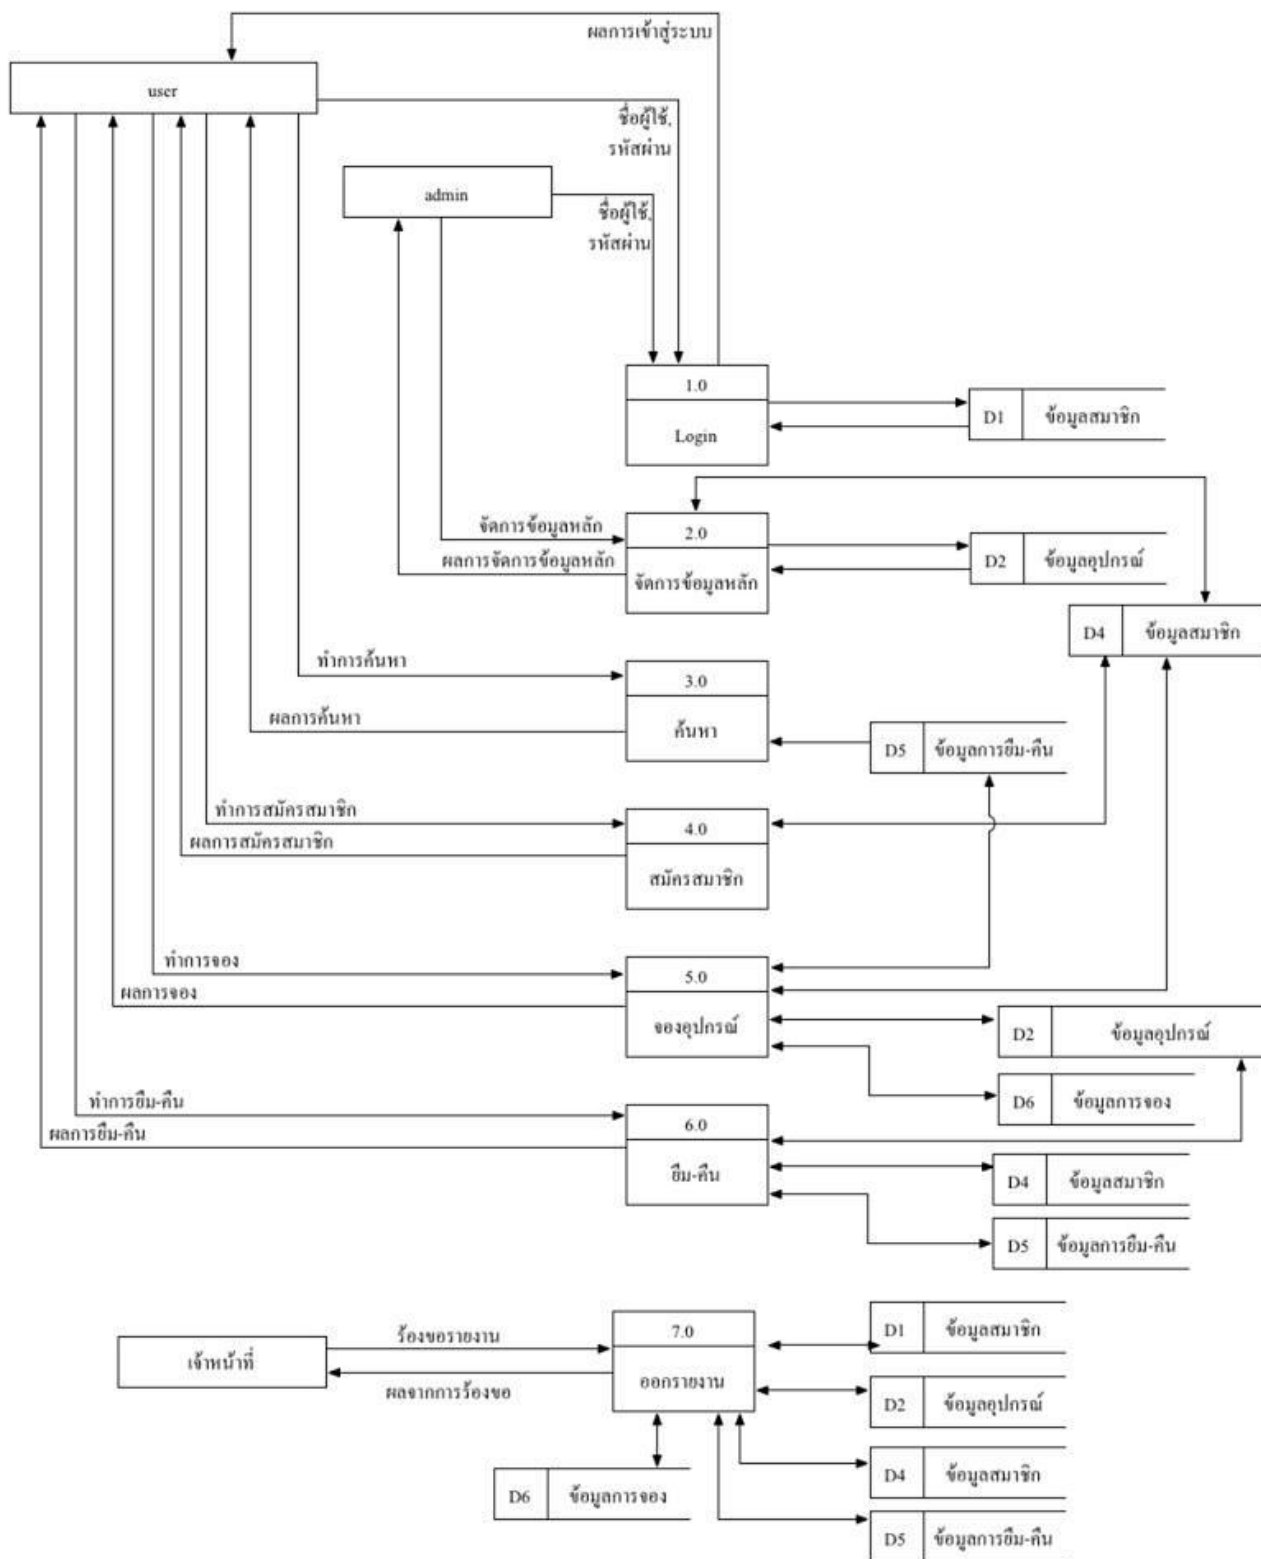 ผลการเข้าสู่ระบบ
user
ชื่อผู้ใช้,
รหัสผ่าน
admin
ชื่อผู้ใช้,
รหัสผ่าน
1.0
Login
D1 ข้อมูลสมาชิก
จัดการข้อมูลหลัก
ผลการจัดการข้อมูลหลัก
2.0
จัดการข้อมูลหลัก
D2 ข้อมูลอุปกรณ์
D4 ข้อมูลสมาชิก
ทำการค้นหา
ผลการค้นหา
3.0
ค้นหา
D5 ข้อมูลการยืม-คืน
ทำการสมัครสมาชิก
ผลการสมัครสมาชิก
4.0
สมัครสมาชิก
ทำการจอง
ผลการจอง
5.0
จองอุปกรณ์
D2 ข้อมูลอุปกรณ์
D6 ข้อมูลการจอง
ทำการยืม-คืน
ผลการยืม-คืน
6.0
ยืม-คืน
D4 ข้อมูลสมาชิก
D5 ข้อมูลการยืม-คืน
เจ้าหน้าที่
ร้องขอรายงาน
ผลจากการร้องขอ
7.0
ออกรายงาน
D1 ข้อมูลสมาชิก
D2 ข้อมูลอุปกรณ์
D4 ข้อมูลสมาชิก
D6 ข้อมูลการจอง
D5 ข้อมูลการยืม-คืน